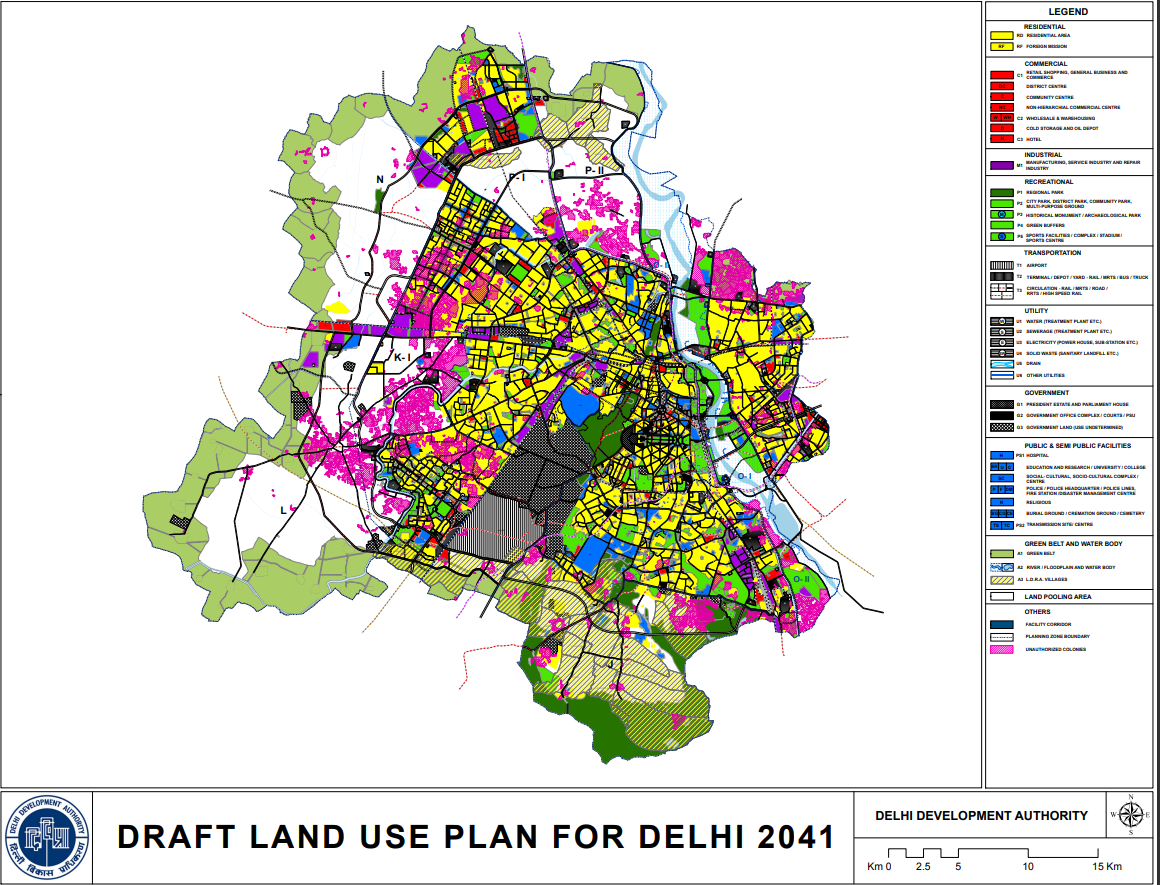 LEGEND
RESIDENTIAL
RD RESIDENTIAL AREA
RF RF FOREIGN MISSION
COMMERCIAL
C1 RETAIL SHOPPING, GENERAL BUSINESS AND
COMMERCE
DISTRICT CENTRE
COMMUNITY CENTRE
NON-HIERARCHIAL COMMERCIAL CENTRE
C2 WHOLESALE & WAREHOUSING
COLD STORAGE AND OIL DEPOT
C3 HOTEL
INDUSTRIAL
M1 MANUFACTURING, SERVICE INDUSTRY AND REPAIR
INDUSTRY
RECREATIONAL
P1 REGIONAL PARK
P2 CITY PARK, DISTRICT PARK, COMMUNITY PARK,
MULTI-PURPOSE GROUND
P3 HISTORICAL MONUMENT / ARCHAEOLOGICAL PARK
P4 GREEN BUFFERS
P5 SPORTS FACILITIES / COMPLEX / STADIUM /
SPORTS CENTRE
TRANSPORTATION
T1 AIRPORT
T2 TERMINAL / DEPOT / YARD - RAIL / MRTS / BUS / TRUCK
T3 CIRCULATION - RAIL / MRTS / ROAD /
RRTS / HIGH SPEED RAIL
UTILITY
U1 WATER (TREATMENT PLANT ETC.)
U2 SEWERAGE (TREATMENT PLANT ETC.)
U3 ELECTRICITY (POWER HOUSE, SUB-STATION ETC.)
U4 SOLID WASTE (SANITARY LANDFILL ETC.)
U5 DRAIN
U6 OTHER UTILITIES
GOVERNMENT
G1 PRESIDENT ESTATE AND PARLIAMENT HOUSE
G2 GOVERNMENT OFFICE COMPLEX / COURTS / PSU
G3 GOVERNMENT LAND (USE UNDETERMINED)
PUBLIC & SEMI PUBLIC FACILITIES
PS1 HOSPITAL
EDUCATION AND RESEARCH / UNIVERSITY / COLLEGE
SOCIAL- CULTURAL, SOCIO-CULTURAL COMPLEX /
CENTRE
POLICE / POLICE HEADQUARTER / POLICE LINES,
FIRE STATION /DISASTER MANAGEMENT CENTRE
RELIGIOUS
BURIAL GROUND / CREMATION GROUND / CEMETERY
PS2 TRANSMISSION SITE/ CENTRE
GREEN BELT AND WATER BODY
A1 GREEN BELT
A2 RIVER / FLOODPLAIN AND WATER BODY
A3 L.D.R.A. VILLAGES
LAND POOLING AREA
OTHERS
FACILITY CORRIDOR
PLANNING ZONE BOUNDARY
UNAUTHORIZED COLONIES
N
P- I
P- II
K- I
L
J
O- I
O- II
DELHI DEVELOPMENT AUTHORITY
दिल्ली विकास प्राधिकरण
DRAFT LAND USE PLAN FOR DELHI 2041
DELHI DEVELOPMENT AUTHORITY
N
W E
S
Km 0 2.5 5 10 15 Km